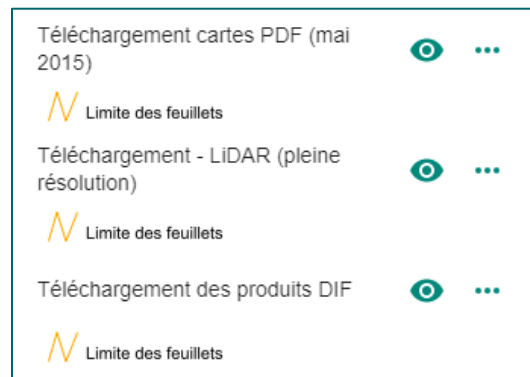 Téléchargement cartes PDF (mai
2015)
Limite des feuillets
Téléchargement - LiDAR (pleine
résolution)
Limite des feuillets
Téléchargement des produits DIF
Limite des feuillets